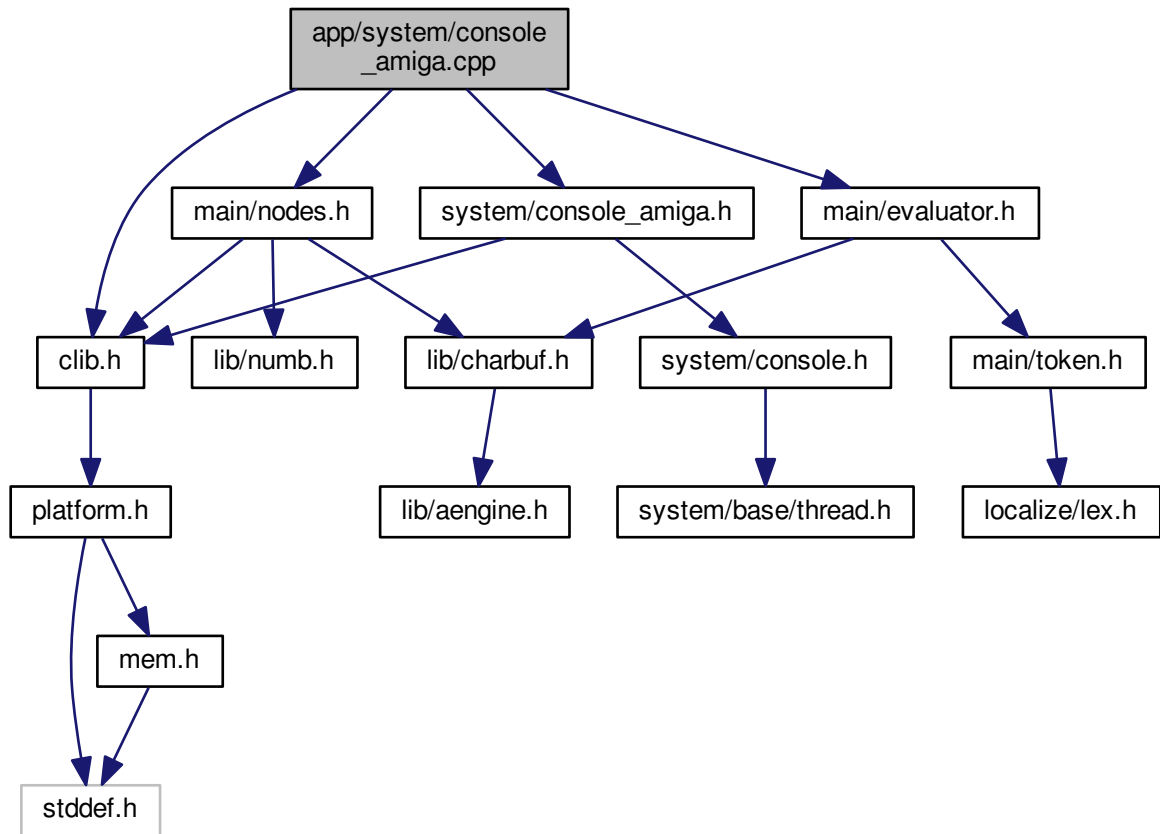 app/system/console
_amiga.cpp
main/nodes.h
system/console_amiga.h
main/evaluator.h
clib.h
lib/numb.h
lib/charbuf.h
system/console.h
main/token.h
platform.h
lib/aengine.h
system/base/thread.h
localize/lex.h
mem.h
stddef.h